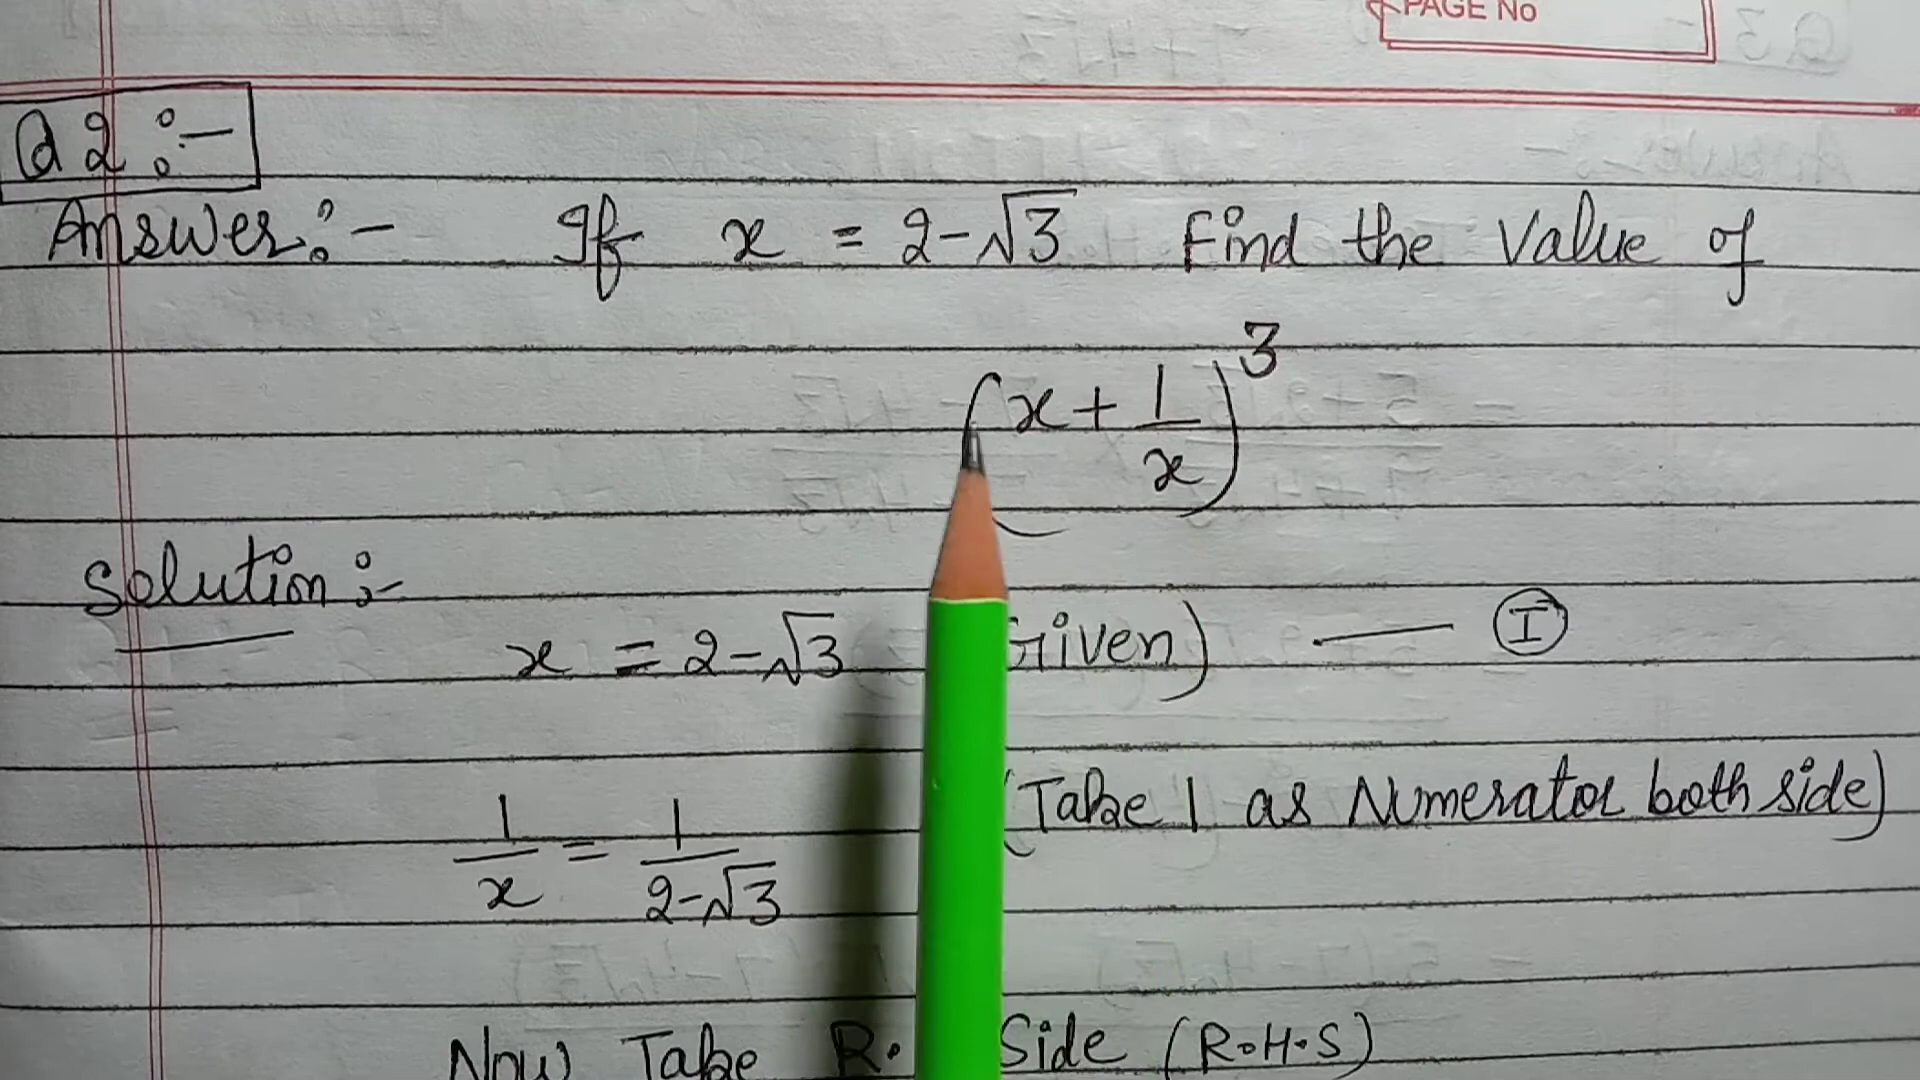 PAGE No
Q 2 :-
Answer :- If x = 2-√3 Find the Value of
(x + 1/x)^3
Solution :-
x = 2-√3 (Given) — I
1/x = 1/(2-√3) (Take 1 as Numerator both side)
Now Take R. Side (R.H.S)